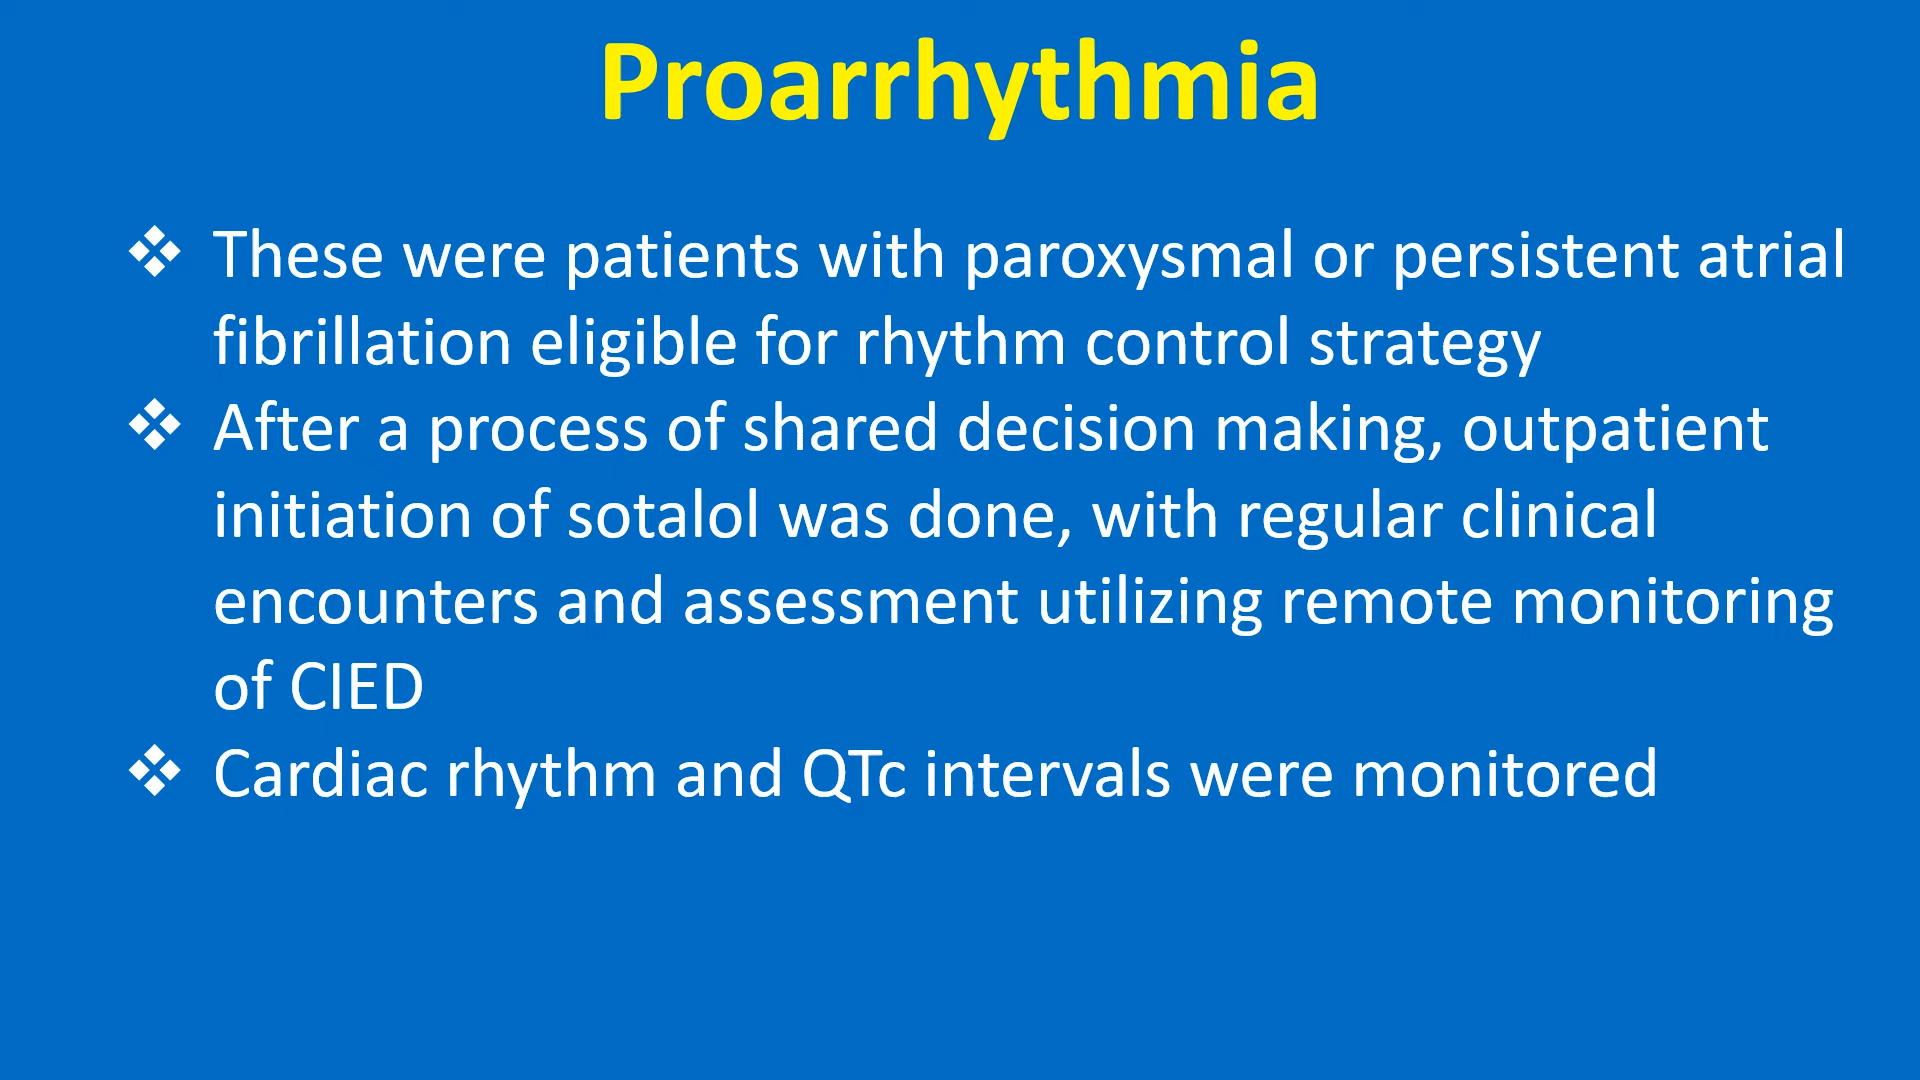 Proarrhythmia
❖ These were patients with paroxysmal or persistent atrial
fibrillation eligible for rhythm control strategy
❖ After a process of shared decision making, outpatient
initiation of sotalol was done, with regular clinical
encounters and assessment utilizing remote monitoring
of CIED
❖ Cardiac rhythm and QTc intervals were monitored